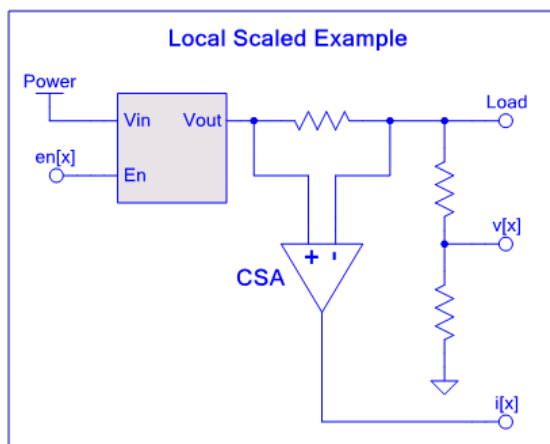 Local Scaled Example
Power
Vin
Vout
Load
en[x]
En
v[x]
+ -
CSA
i[x]